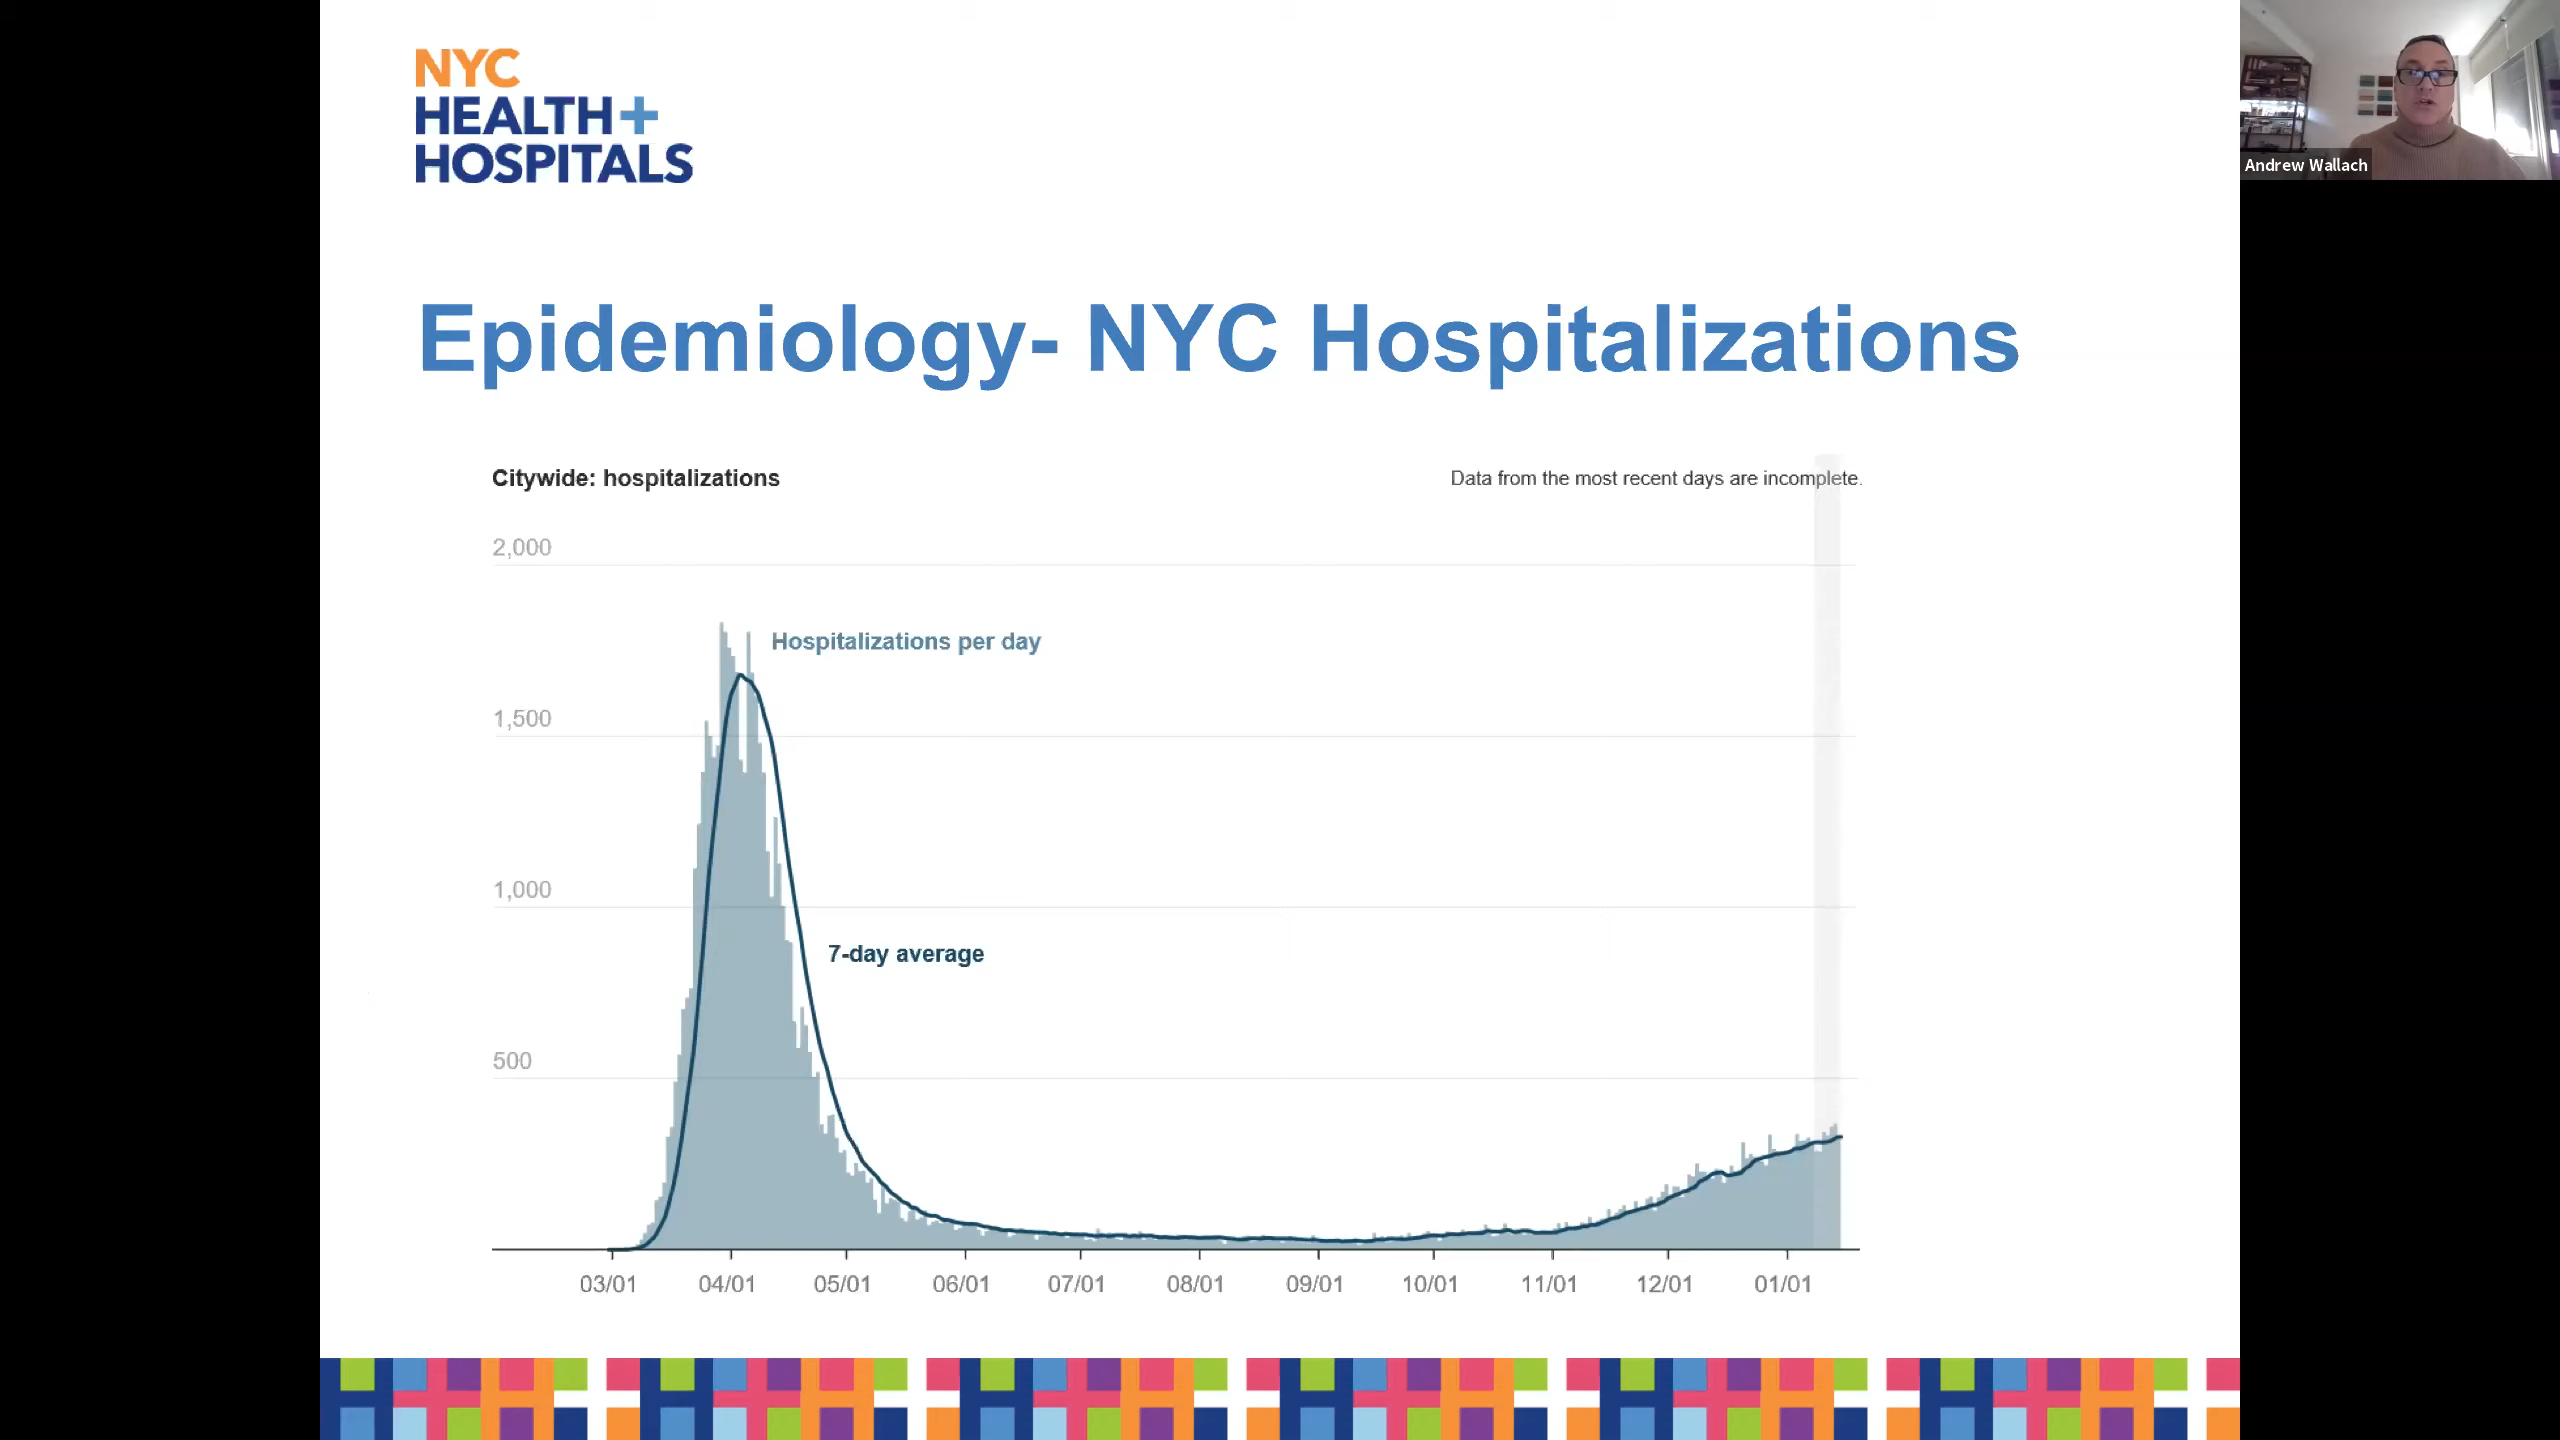 NYC
HEALTH+
HOSPITALS
Andrew Wallach
Epidemiology- NYC Hospitalizations
Citywide: hospitalizations
Data from the most recent days are incomplete.
2,000
Hospitalizations per day
1,500
1,000
7-day average
500
03/01 04/01 05/01 06/01 07/01 08/01 09/01 10/01 11/01 12/01 01/01